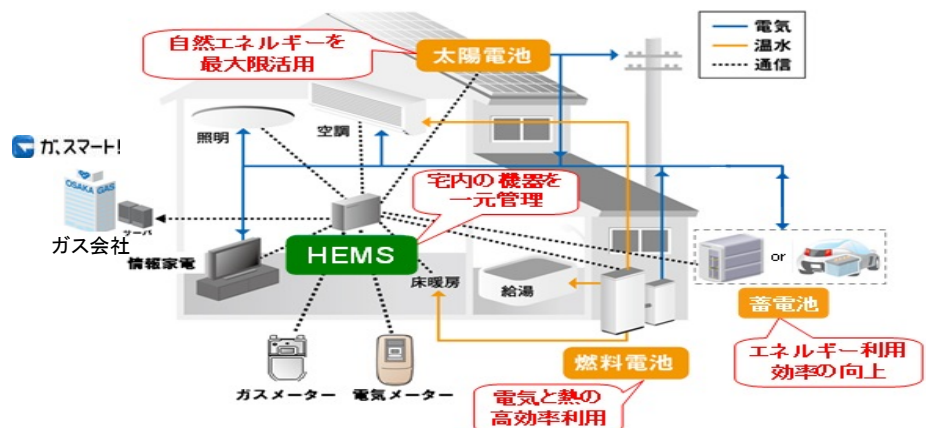 自然エネルギーを
最大限活用
太陽電池
電気
温水
通信
照明
空調
ガ、スマート!
OSAKA GAS
サーバ
ガス会社
宅内の機器を
一元管理
HEMS
情報家電
床暖房
給湯
or
蓄電池
エネルギー利用
効率の向上
ガスメーター
電気メーター
燃料電池
電気と熱の
高効率利用